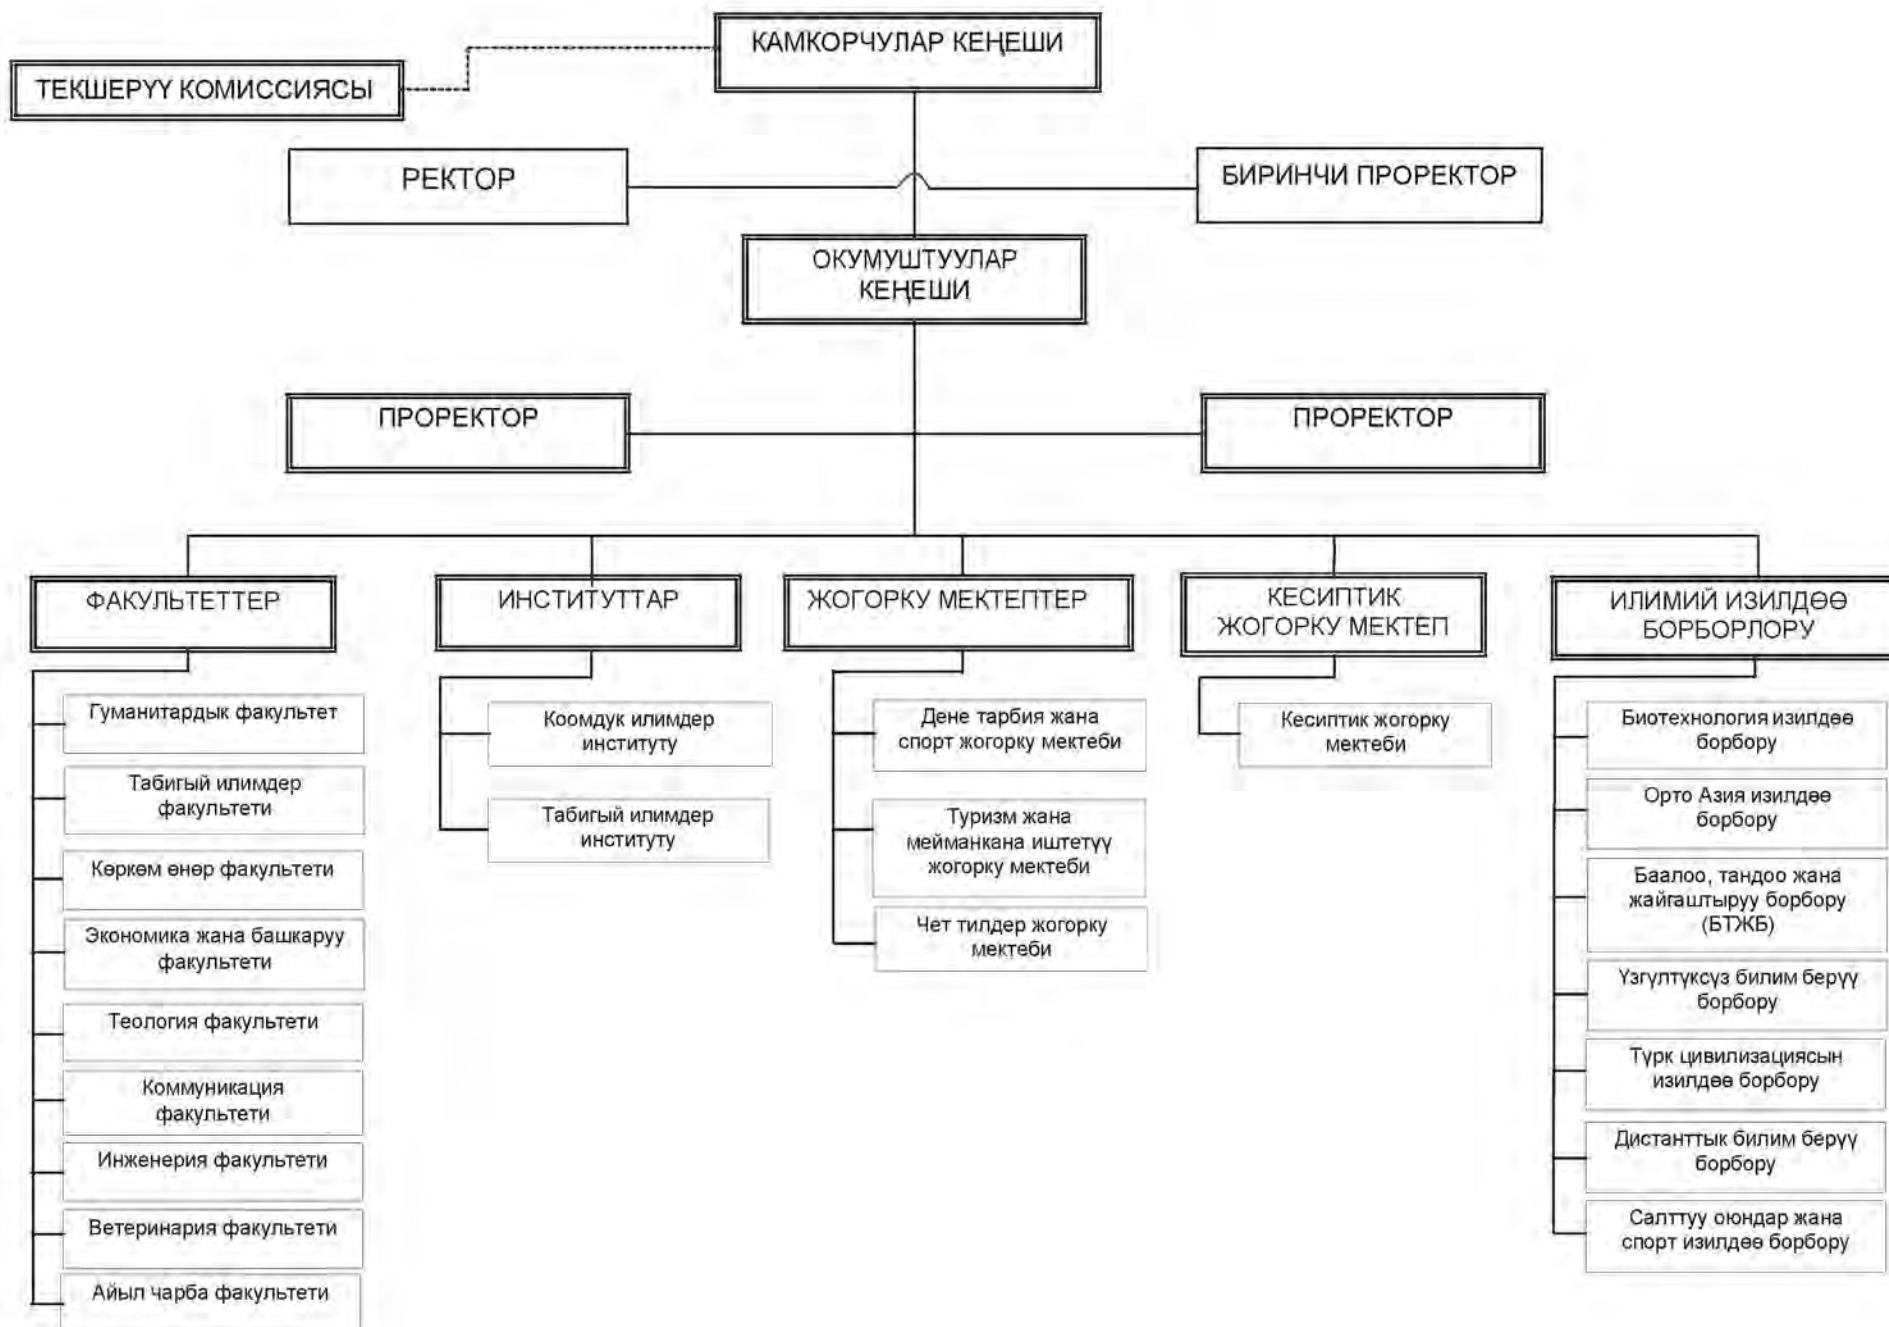 КАМКОРЧУЛАР КЕҢЕШИ
ТЕКШЕРҮҮ КОМИССИЯСЫ
РЕКТОР
БИРИНЧИ ПРОРЕКТОР
ОКУМУШТУУЛАР
КЕҢЕШИ
ПРОРЕКТОР
ПРОРЕКТОР
ФАКУЛЬТЕТТЕР
Гуманитардык факультет
Табигый илимдер
факультети
Көркөм өнөр факультети
Экономика жана башкаруу
факультети
Теология факультети
Коммуникация
факультети
Инженерия факультети
Ветеринария факультети
Айыл чарба факультети
ИНСТИТУТТАР
Коомдук илимдер
институту
Табигый илимдер
институту
ЖОГОРКУ МЕКТЕПТЕР
Дене тарбия жана
спорт жогорку мектеби
Туризм жана
мейманкана иштетүү
жогорку мектеби
Чет тилдер жогорку
мектеби
КЕСИПТИК
ЖОГОРКУ МЕКТЕП
Кесиптик жогорку
мектеби
ИЛИМИЙ ИЗИЛДӨӨ
БОРБОРЛОРУ
Биотехнология изилдөө
борбору
Орто Азия изилдөө
борбору
Баалоо, тандоо жана
жайгаштыруу борбору
(БТЖБ)
Үзгүлтүксүз билим берүү
борбору
Түрк цивилизациясын
изилдөө борбору
Дистанттык билим берүү
борбору
Салттуу оюндар жана
спорт изилдөө борбору